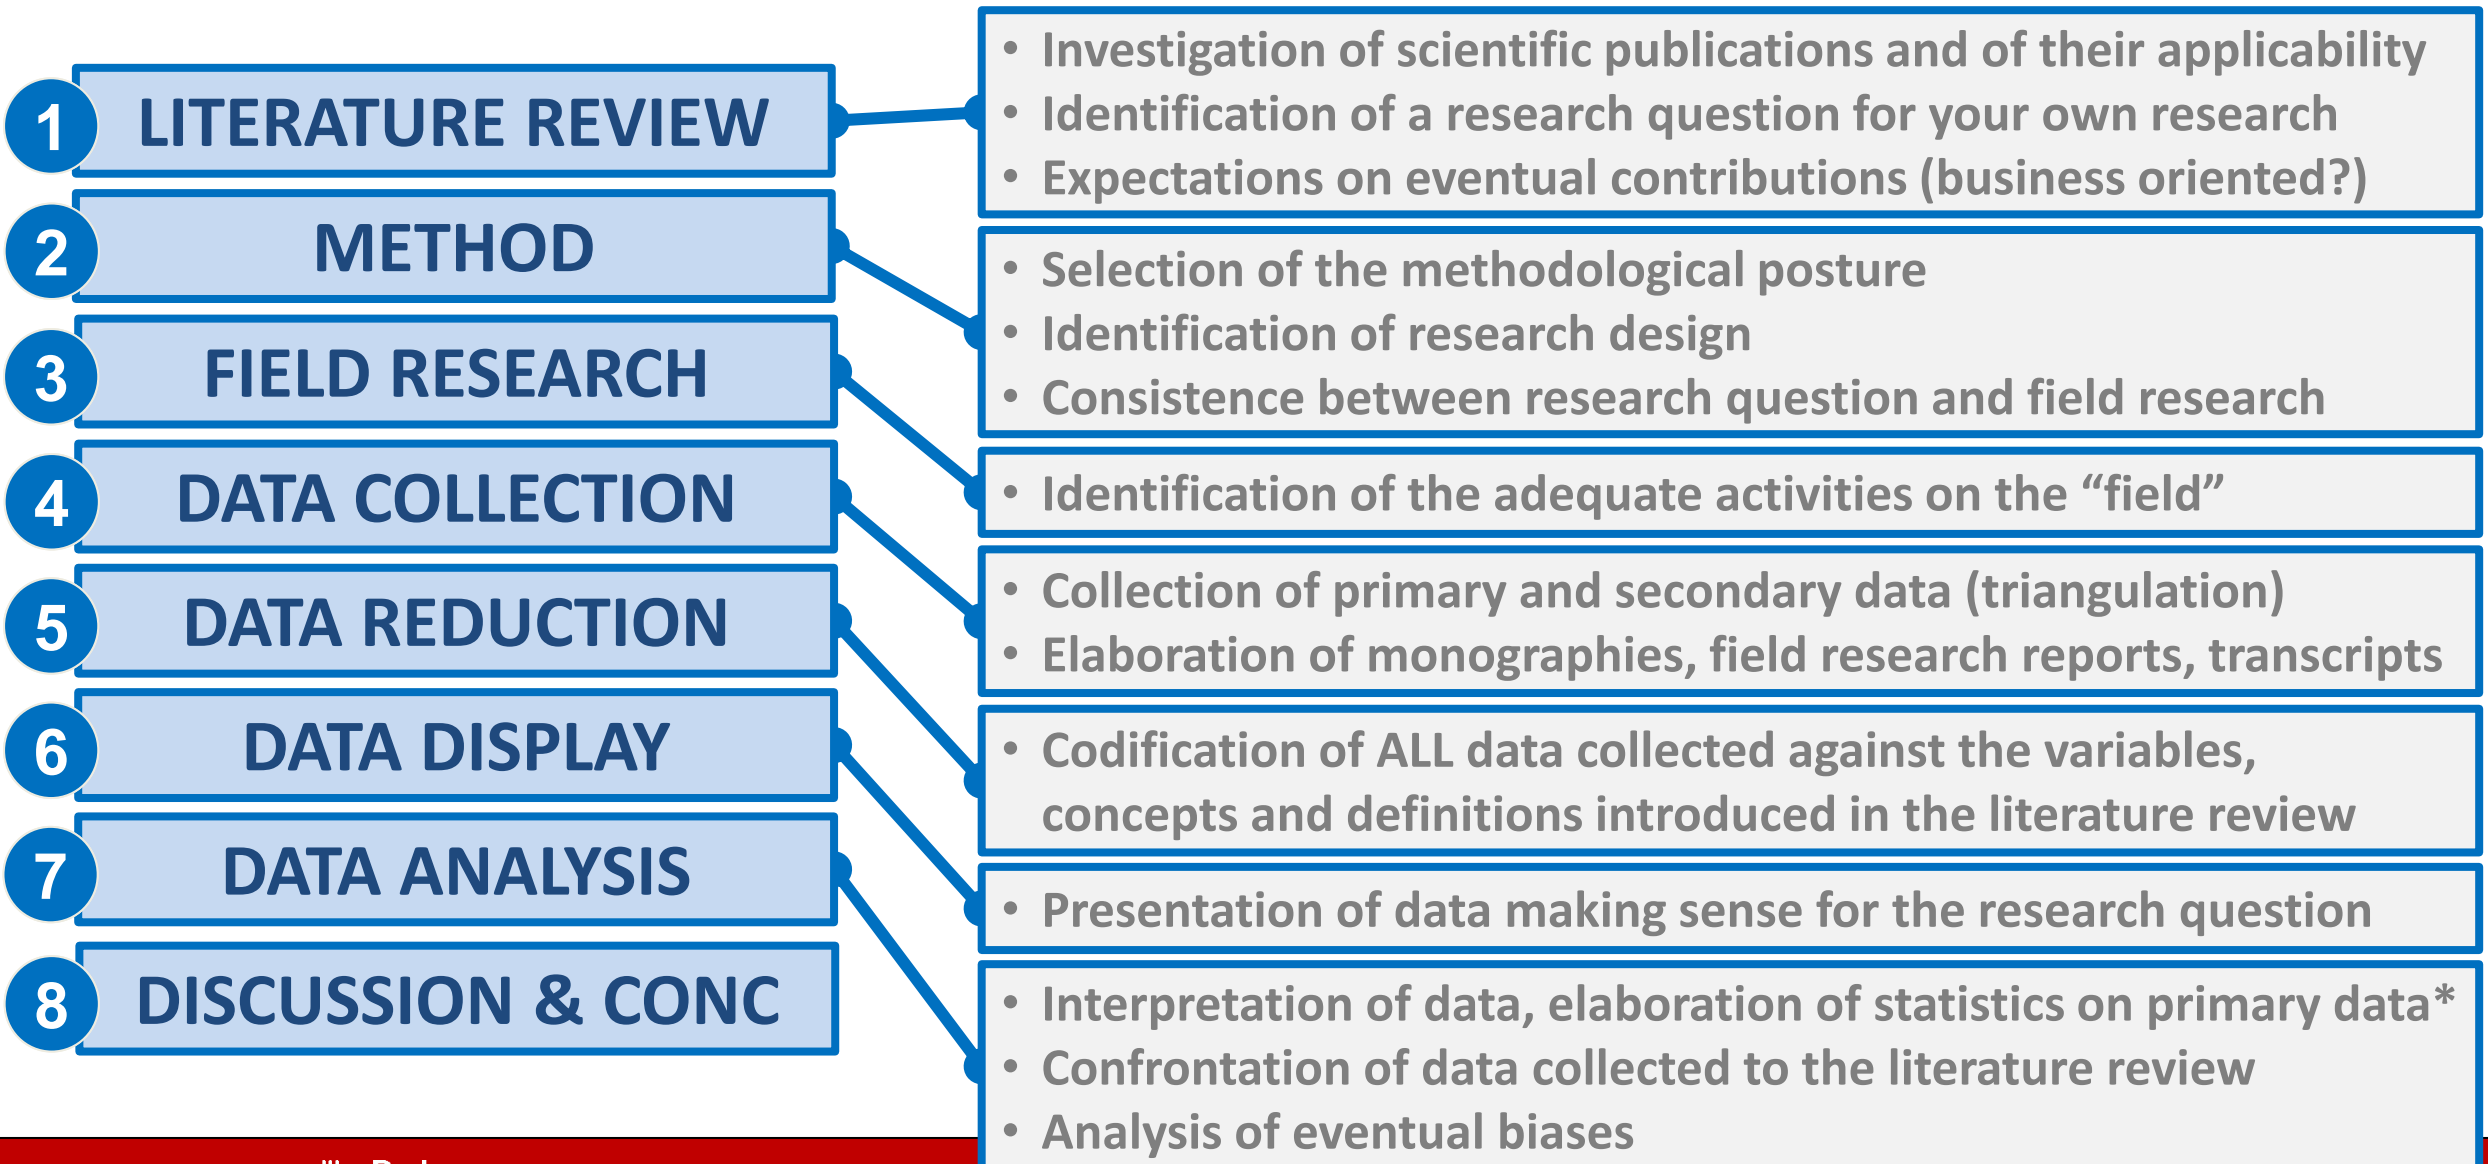 1 LITERATURE REVIEW
• Investigation of scientific publications and of their applicability
• Identification of a research question for your own research
• Expectations on eventual contributions (business oriented?)
2 METHOD
• Selection of the methodological posture
• Identification of research design
• Consistence between research question and field research
3 FIELD RESEARCH
• Identification of the adequate activities on the “field”
4 DATA COLLECTION
• Collection of primary and secondary data (triangulation)
• Elaboration of monographies, field research reports, transcripts
5 DATA REDUCTION
• Codification of ALL data collected against the variables,
concepts and definitions introduced in the literature review
6 DATA DISPLAY
• Presentation of data making sense for the research question
7 DATA ANALYSIS
• Interpretation of data, elaboration of statistics on primary data*
• Confrontation of data collected to the literature review
• Analysis of eventual biases
8 DISCUSSION & CONC